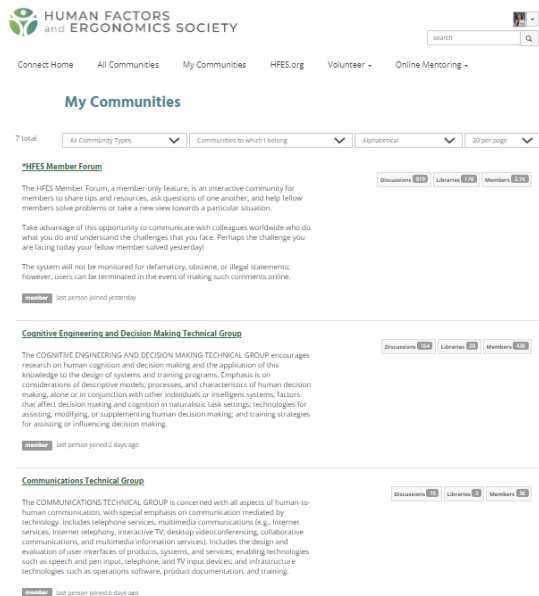 HUMAN FACTORS
and ERGONOMICS SOCIETY
search
Connect Home All Communities My Communities HFES.org Volunteer Online Mentoring
My Communities
7 total All Community Types Communities to which I belong Alphabetical 20 per page
*HFES Member Forum
Discussions 919 Libraries 178 Members 2.7K
The HFES Member Forum, a member-only feature, is an interactive community for
members to share tips and resources, ask questions of one another, and help fellow
members solve problems or take a new view towards a particular situation.
Take advantage of this opportunity to communicate with colleagues worldwide who do
what you do and understand the challenges that you face. Perhaps the challenge you
are facing today your fellow member solved yesterday!
The system will not be monitored for defamatory, obscene, or illegal statements;
however, users can be terminated in the event of making such comments online.
member last person joined yesterday
Cognitive Engineering and Decision Making Technical Group
Discussions 164 Libraries 29 Members 426
The COGNITIVE ENGINEERING AND DECISION MAKING TECHNICAL GROUP encourages
research on human cognition and decision making and the application of this
knowledge to the design of systems and training programs. Emphasis is on
considerations of descriptive models, processes, and characteristics of human decision
making, alone or in conjunction with other individuals or intelligent systems; factors
that affect decision making and cognition in naturalistic task settings; technologies for
assisting, modifying, or supplementing human decision making; and training strategies
for assisting or influencing decision making.
member last person joined 2 days ago
Communications Technical Group
Discussions 15 Libraries 3 Members 36
The COMMUNICATIONS TECHNICAL GROUP is concerned with all aspects of human-to-
human communication, with special emphasis on communication mediated by
technology. Includes telephone services, multimedia communications (e.g., Internet
services, Internet telephony, interactive TV, desktop videoconferencing, collaborative
communications, and multimedia information services). Includes the design and
evaluation of user interfaces of products, systems, and services; enabling technologies
such as speech and pen input, telephone, and TV input devices; and infrastructure
technologies such as operations software, product documentation, and training.
member last person joined 6 days ago